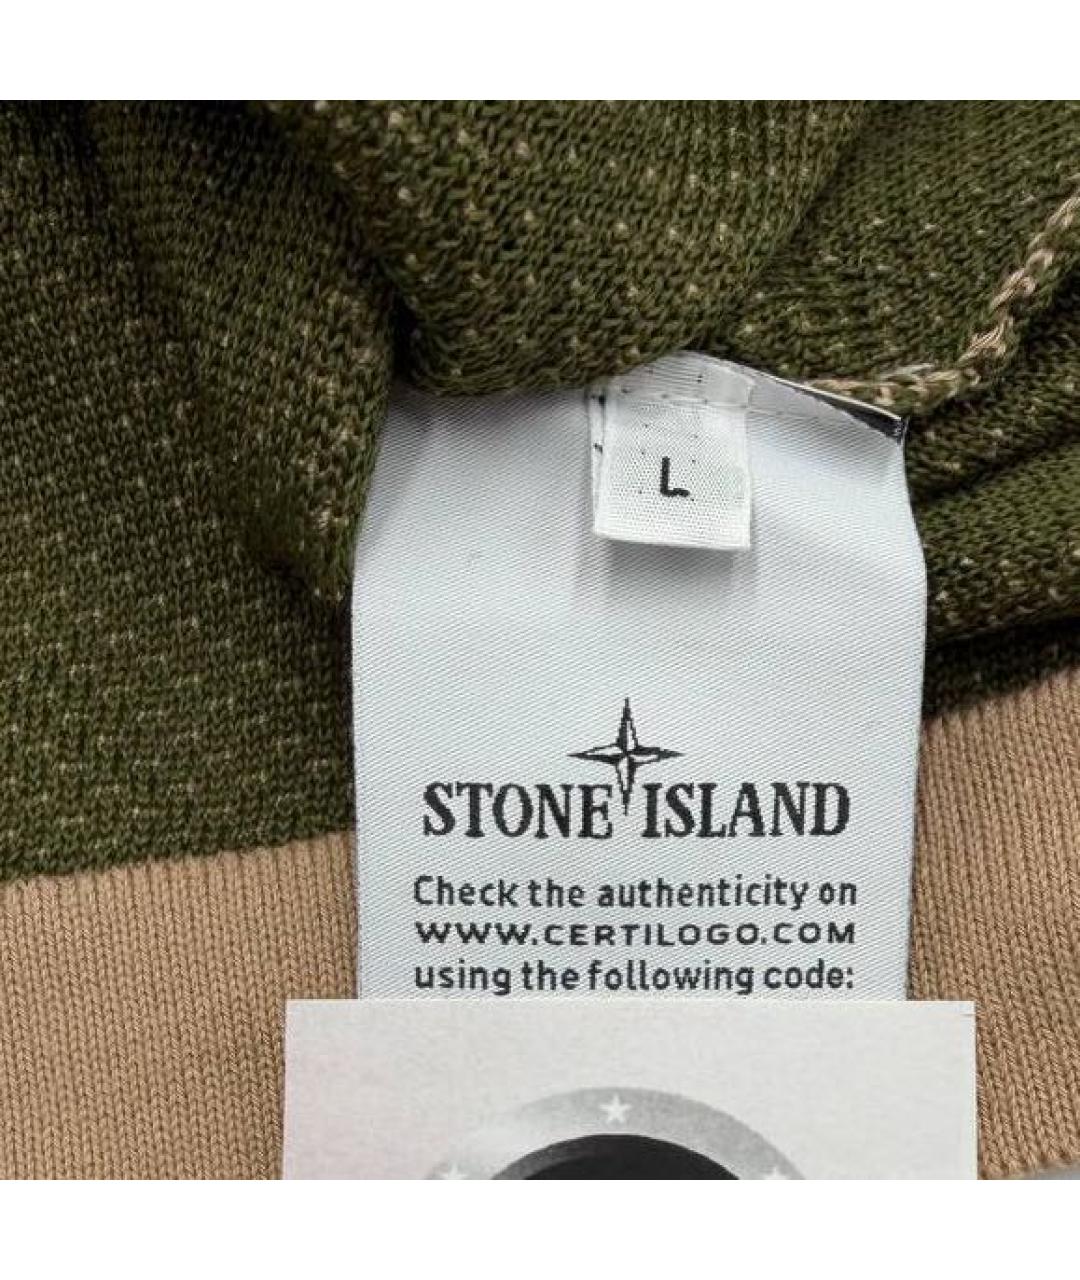 L
STONE ISLAND
Check the authenticity on
WWW.CERTILOGO.COM
using the following code: